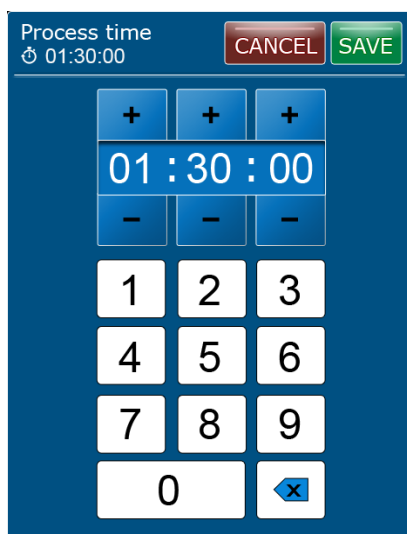 Process time
01:30:00
CANCEL
SAVE
+ + +
01 : 30 : 00
− − −
1 2 3
4 5 6
7 8 9
0 x